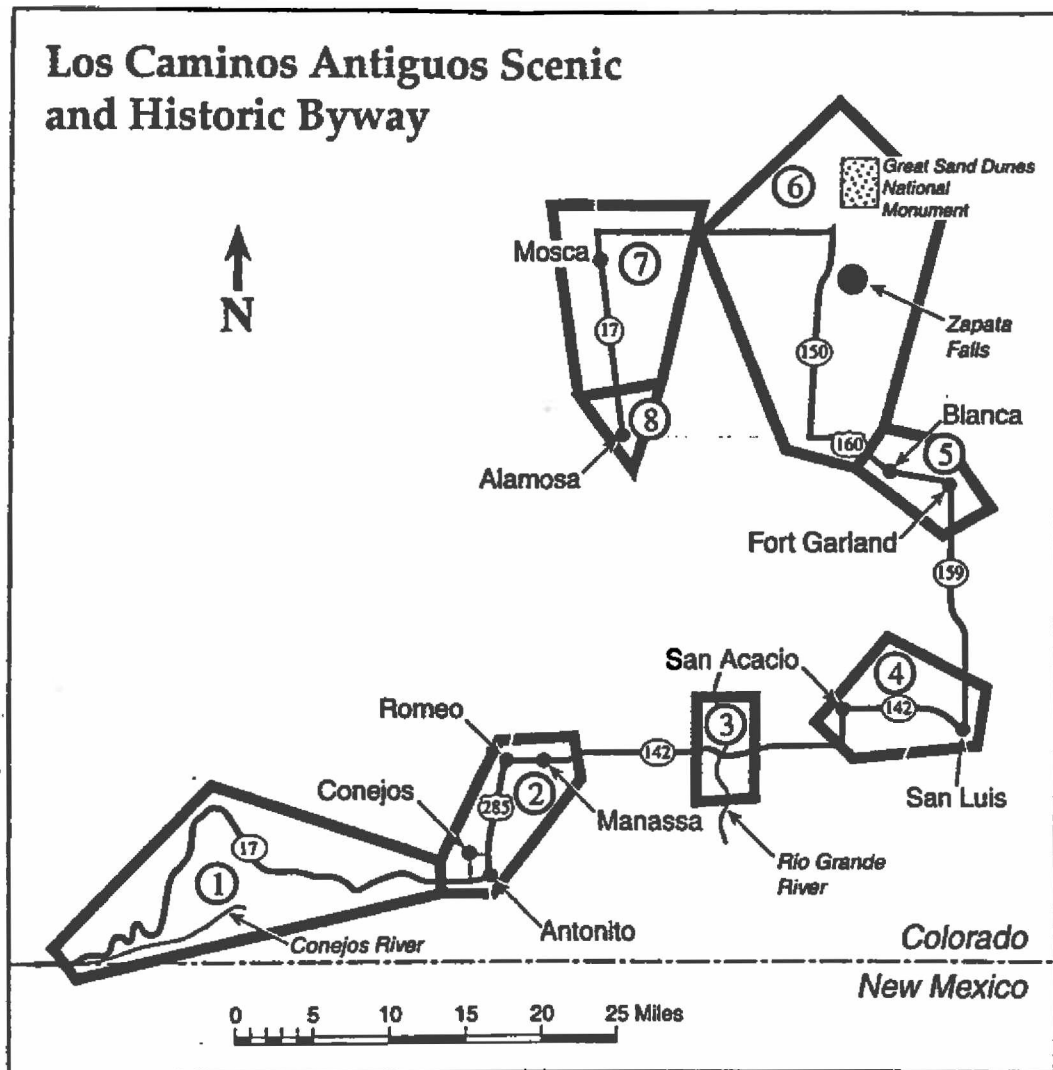 Los Caminos Antiguos Scenic
and Historic Byway
N
6
Great Sand Dunes
National
Monument
Mosca
7
Zapata
Falls
17
150
8
Blanca
160
5
Alamosa
Fort Garland
159
San Acacio
4
142
3
Romeo
142
Conejos
285
2
Manassa
San Luis
17
1
Rio Grande
River
Conejos River
Antonito
Colorado
New Mexico
0 5 10 15 20 25 Miles